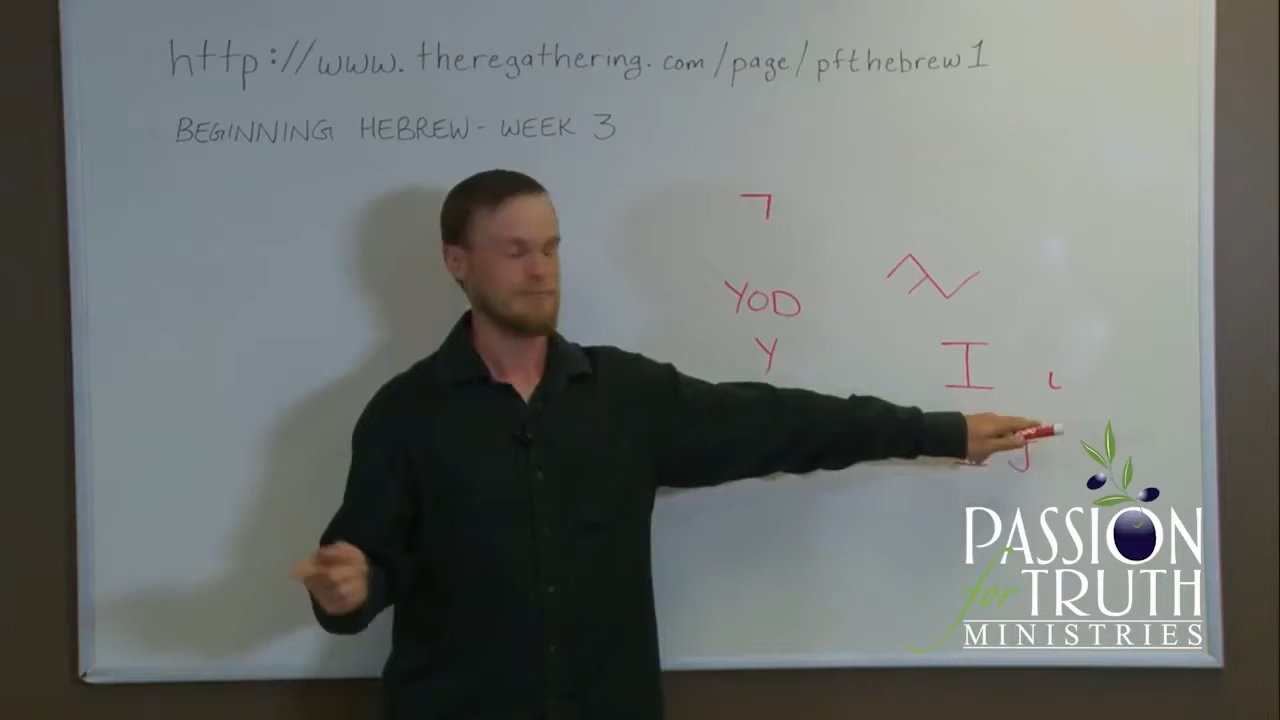 http://www.theregathering.com/page/pfthebrew1
BEGINNING HEBREW - WEEK 3
י
YOD
Y
I ι
J
PASSION
for TRUTH
MINISTRIES